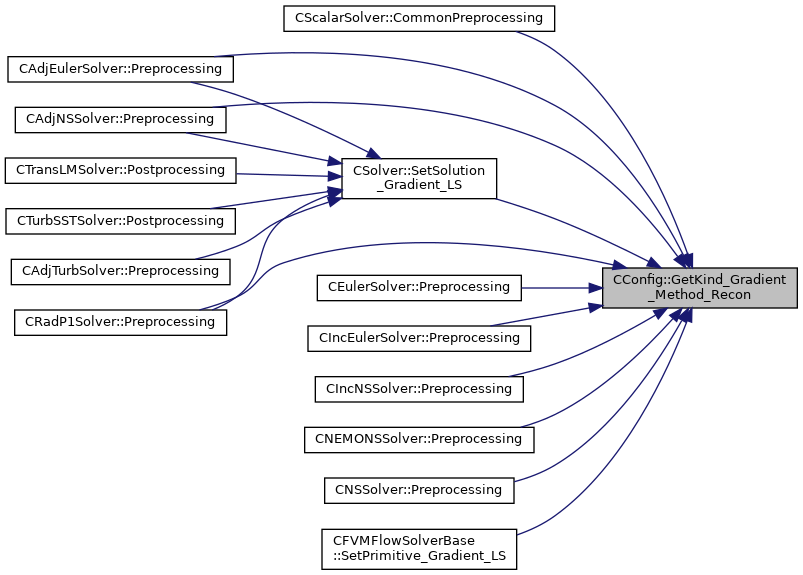 CScalarSolver::CommonPreprocessing
CAdjEulerSolver::Preprocessing
CAdjNSSolver::Preprocessing
CTransLMSolver::Postprocessing
CSolver::SetSolution
_Gradient_LS
CTurbSSTSolver::Postprocessing
CAdjTurbSolver::Preprocessing
CRadP1Solver::Preprocessing
CConfig::GetKind_Gradient
_Method_Recon
CEulerSolver::Preprocessing
CIncEulerSolver::Preprocessing
CIncNSSolver::Preprocessing
CNEMONSSolver::Preprocessing
CNSSolver::Preprocessing
CFVMFlowSolverBase
::SetPrimitive_Gradient_LS